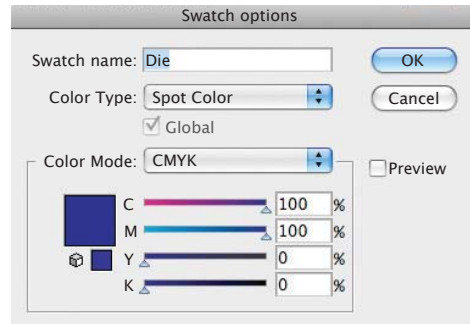 Swatch options
Swatch name: Die
OK
Color Type: Spot Color
Cancel
Global
Color Mode: CMYK
Preview
C 100 %
M 100 %
Y 0 %
K 0 %